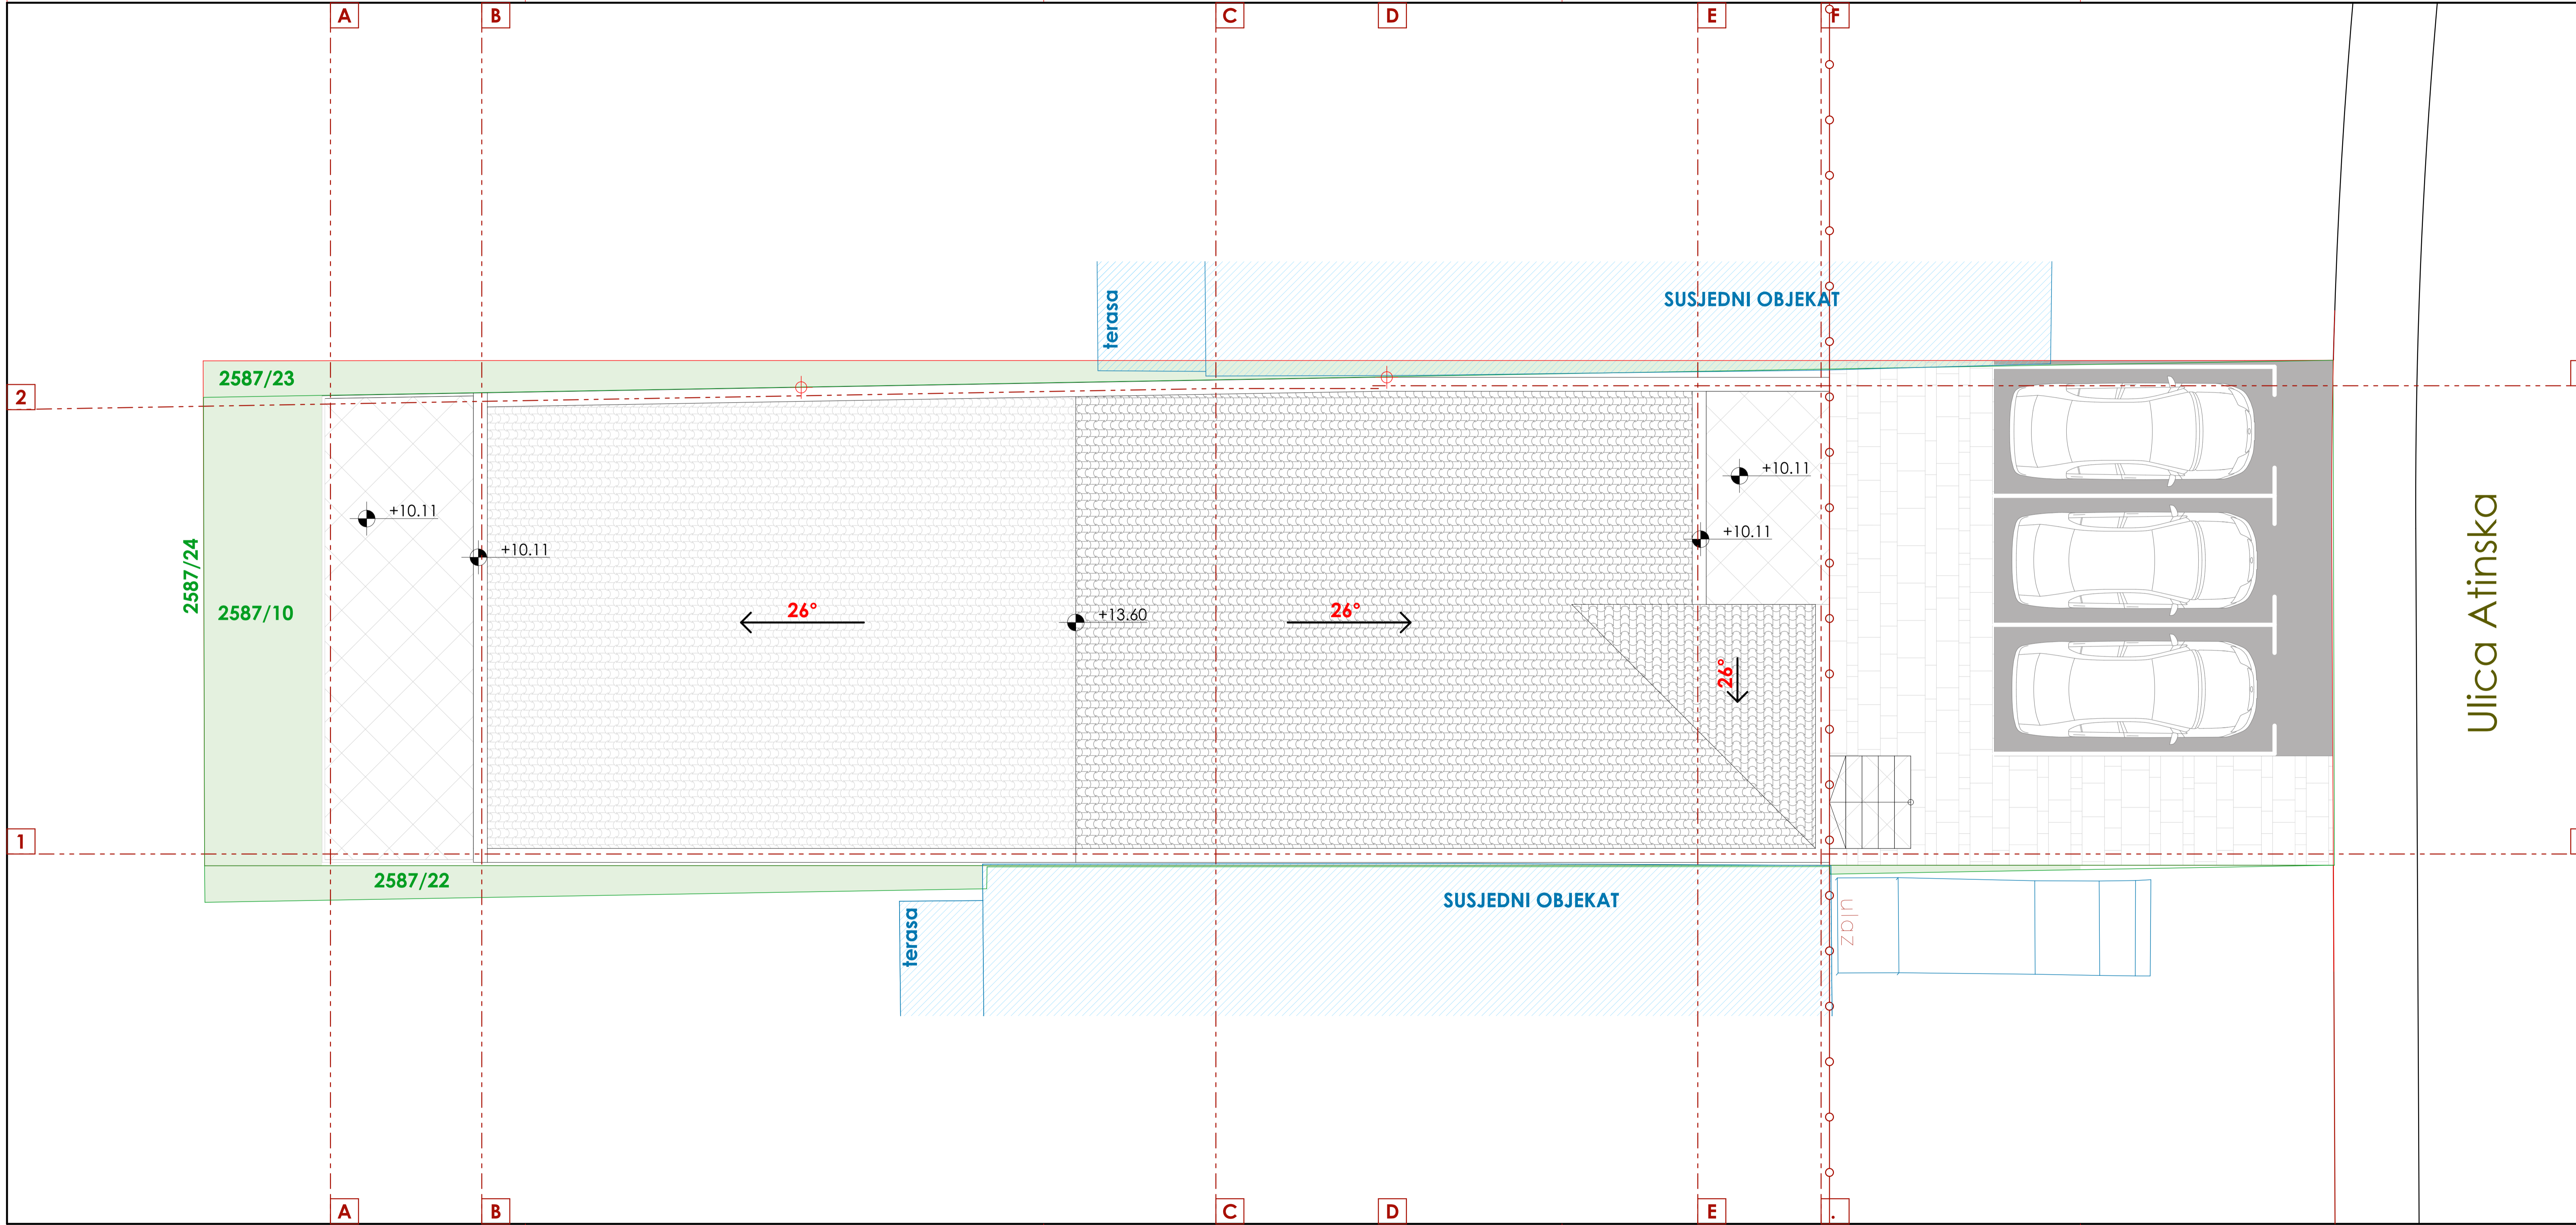 A B C D E F
terasa
SUSJEDNI OBJEKAT
2587/23
2
+10.11
+10.11
+10.11
+10.11
2587/24
2587/10
26°
+13.60
26°
26°
Ulica Atinska
1
2587/22
terasa
SUSJEDNI OBJEKAT
ulaz
A B C D E .